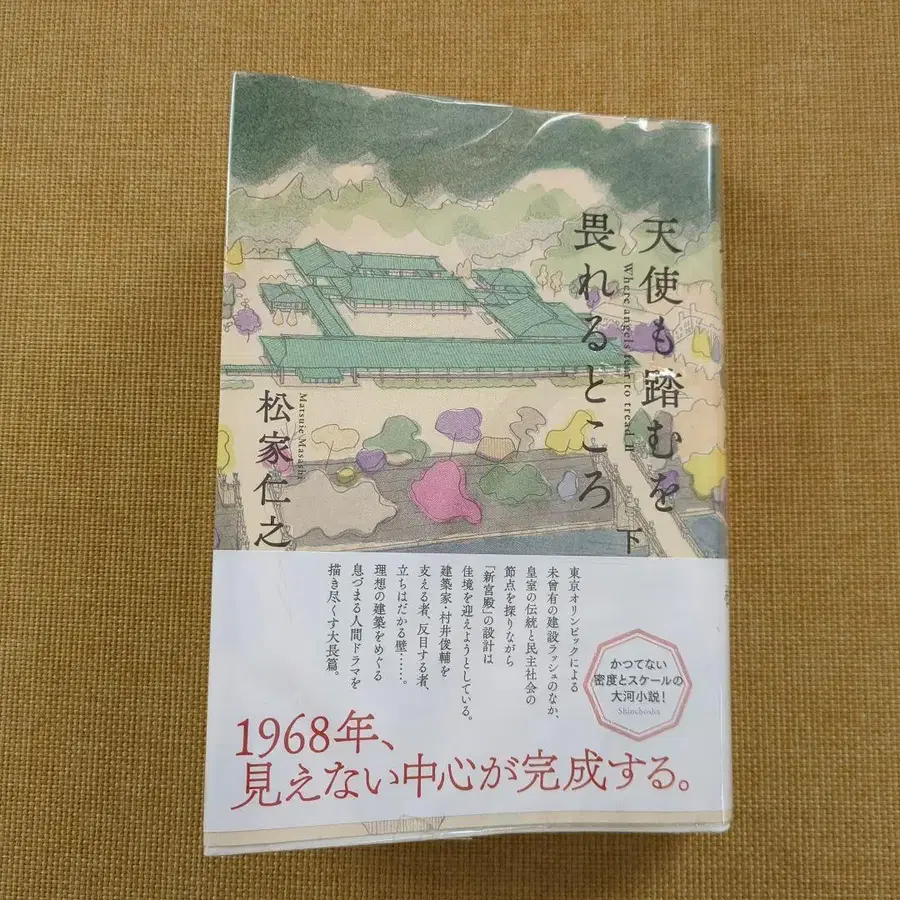 天使も踏むを
畏れるところ
下
Where angels fear to tread II
松家仁之
Matsuie Masashi
東京オリンピックによる
未曾有の建設ラッシュのなか、
皇室の伝統と民主社会の
節点を探りながら
「新宮殿」の設計は
佳境を迎えようとしている。
建築家・村井俊輔を
支える者、反目する者、
立ちはだかる壁……。
理想の建築をめぐる
息づまる人間ドラマを
描き尽くす大長篇。
かつてない
密度とスケールの
大河小説！
Shinchosha
1968年、
見えない中心が完成する。